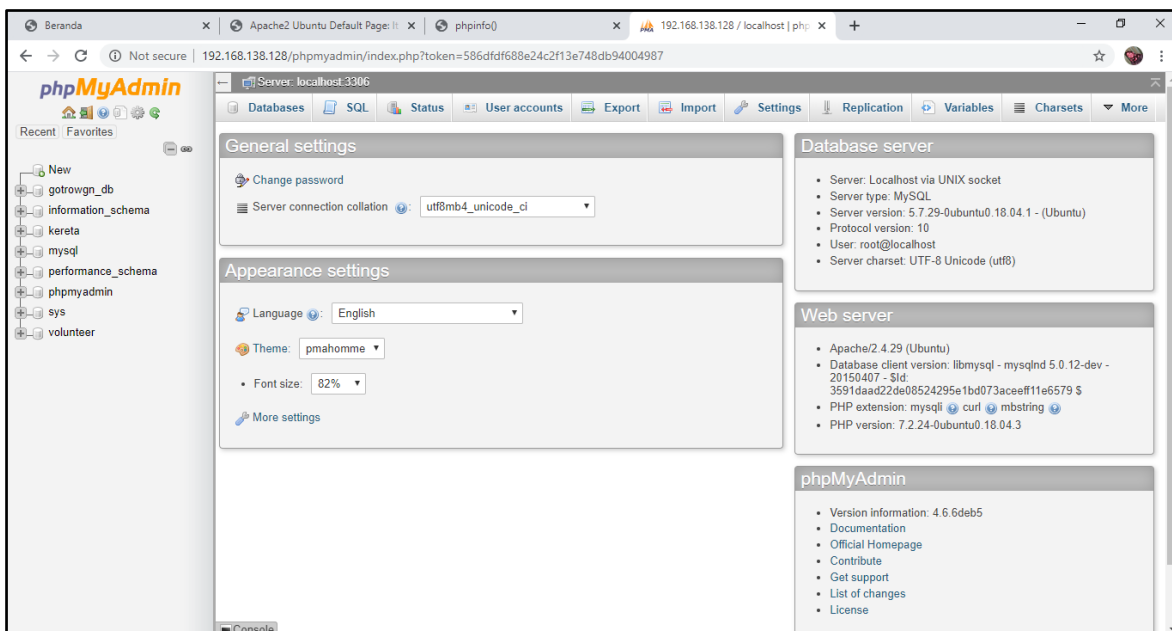 Beranda
Apache2 Ubuntu Default Page: It
phpinfo()
192.168.138.128 / localhost | php
Not secure | 192.168.138.128/phpmyadmin/index.php?token=586dfdf688e24c2f13e748db94004987
phpMyAdmin
Recent Favorites
New
gotrowgn_db
information_schema
kereta
mysql
performance_schema
phpmyadmin
sys
volunteer
Server: localhost:3306
Databases SQL Status User accounts Export Import Settings Replication Variables Charsets More
General settings
Change password
Server connection collation : utf8mb4_unicode_ci
Appearance settings
Language : English
Theme: pmahomme
Font size: 82%
More settings
Database server
Server: Localhost via UNIX socket
Server type: MySQL
Server version: 5.7.29-0ubuntu0.18.04.1 - (Ubuntu)
Protocol version: 10
User: root@localhost
Server charset: UTF-8 Unicode (utf8)
Web server
Apache/2.4.29 (Ubuntu)
Database client version: libmysql - mysqlnd 5.0.12-dev -
20150407 - $Id:
3591daad22de08524295e1bd073aceeff11e6579 $
PHP extension: mysqli curl mbstring
PHP version: 7.2.24-0ubuntu0.18.04.3
phpMyAdmin
Version information: 4.6.6deb5
Documentation
Official Homepage
Contribute
Get support
List of changes
License
Console